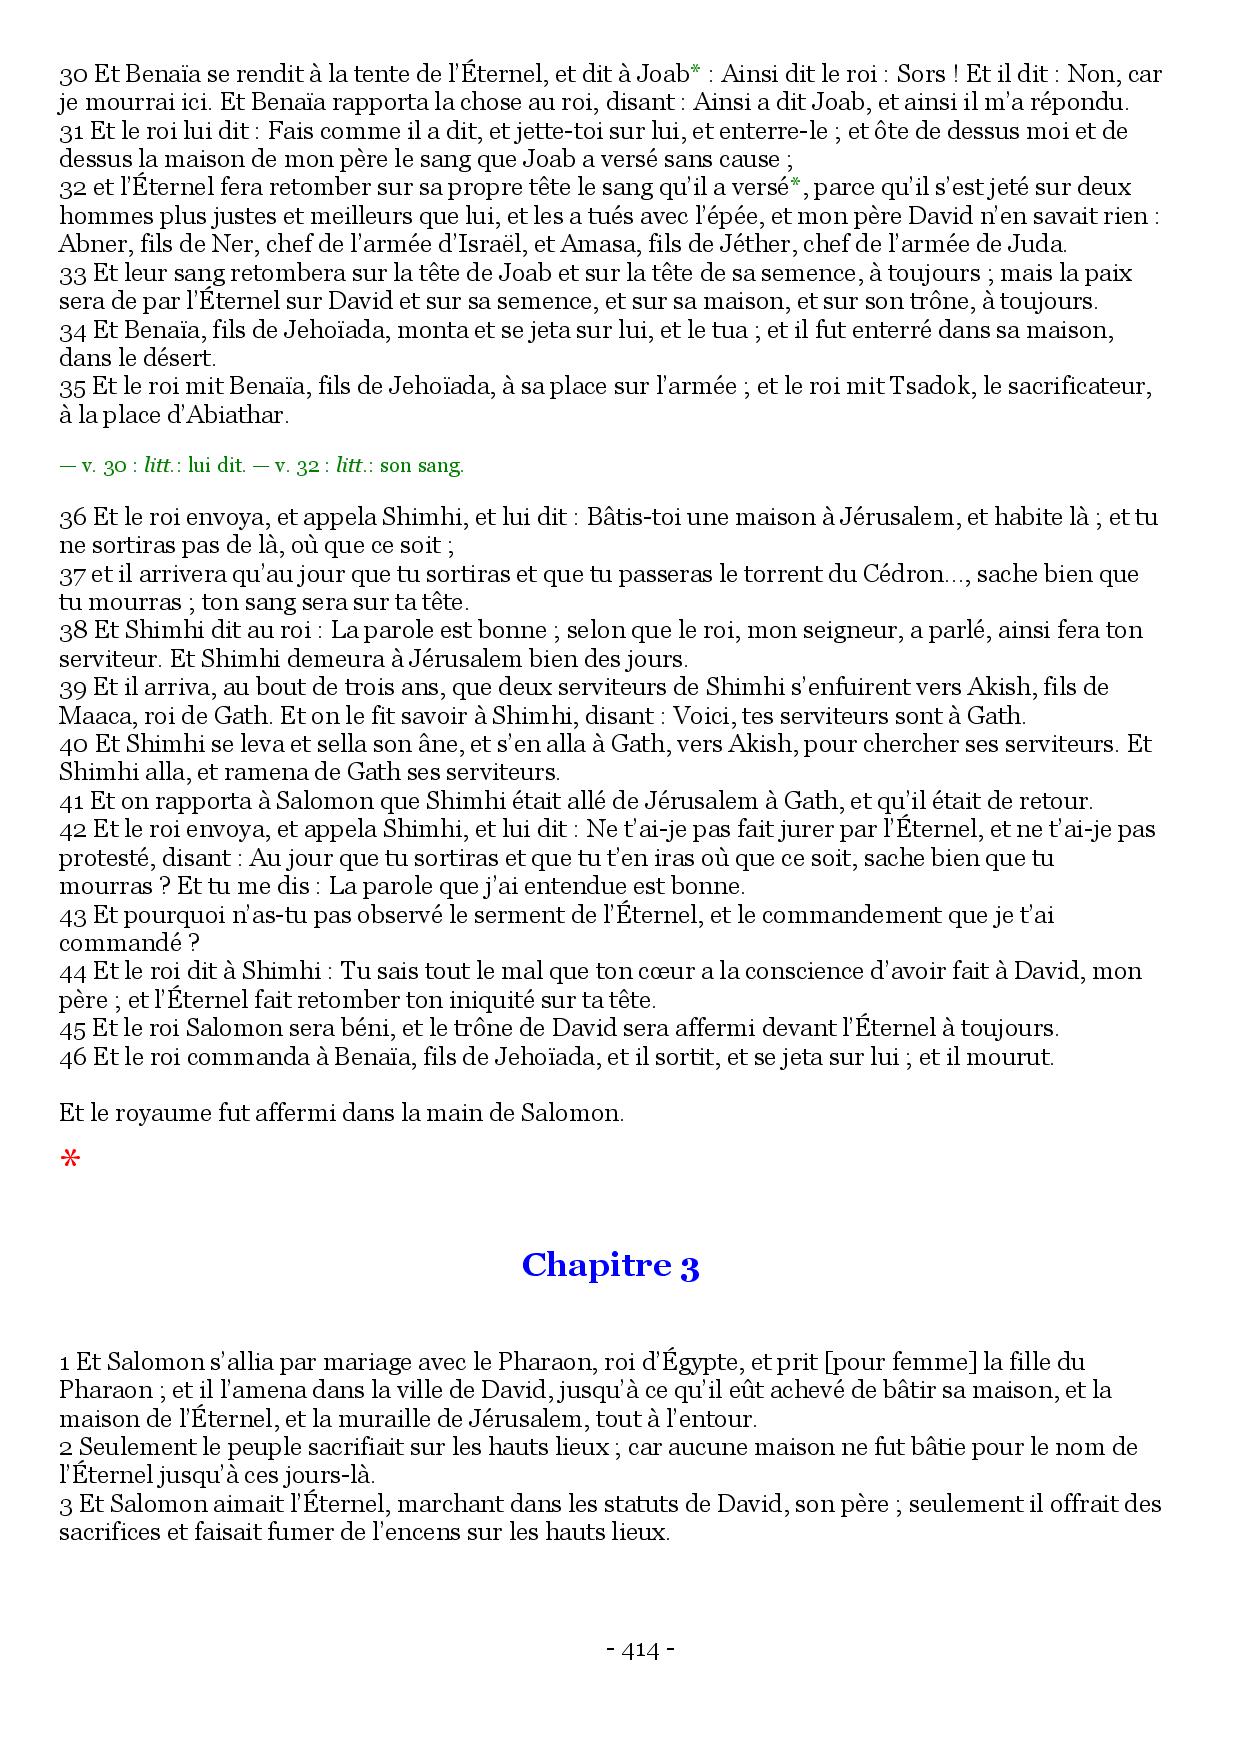 30 Et Benaïa se rendit à la tente de l’Éternel, et dit à Joab* : Ainsi dit le roi : Sors ! Et il dit : Non, car
je mourrai ici. Et Benaïa rapporta la chose au roi, disant : Ainsi a dit Joab, et ainsi il m’a répondu.
31 Et le roi lui dit : Fais comme il a dit, et jette-toi sur lui, et enterre-le ; et ôte de dessus moi et de
dessus la maison de mon père le sang que Joab a versé sans cause ;
32 et l’Éternel fera retomber sur sa propre tête le sang qu’il a versé*, parce qu’il s’est jeté sur deux
hommes plus justes et meilleurs que lui, et les a tués avec l’épée, et mon père David n’en savait rien :
Abner, fils de Ner, chef de l’armée d’Israël, et Amasa, fils de Jéther, chef de l’armée de Juda.
33 Et leur sang retombera sur la tête de Joab et sur la tête de sa semence, à toujours ; mais la paix
sera de par l’Éternel sur David et sur sa semence, et sur sa maison, et sur son trône, à toujours.
34 Et Benaïa, fils de Jehoïada, monta et se jeta sur lui, et le tua ; et il fut enterré dans sa maison,
dans le désert.
35 Et le roi mit Benaïa, fils de Jehoïada, à sa place sur l’armée ; et le roi mit Tsadok, le sacrificateur,
à la place d’Abiathar.
— v. 30 : litt.: lui dit. — v. 32 : litt.: son sang.
36 Et le roi envoya, et appela Shimhi, et lui dit : Bâtis-toi une maison à Jérusalem, et habite là ; et tu
ne sortiras pas de là, où que ce soit ;
37 et il arrivera qu’au jour que tu sortiras et que tu passeras le torrent du Cédron…, sache bien que
tu mourras ; ton sang sera sur ta tête.
38 Et Shimhi dit au roi : La parole est bonne ; selon que le roi, mon seigneur, a parlé, ainsi fera ton
serviteur. Et Shimhi demeura à Jérusalem bien des jours.
39 Et il arriva, au bout de trois ans, que deux serviteurs de Shimhi s’enfuirent vers Akish, fils de
Maaca, roi de Gath. Et on le fit savoir à Shimhi, disant : Voici, tes serviteurs sont à Gath.
40 Et Shimhi se leva et sella son âne, et s’en alla à Gath, vers Akish, pour chercher ses serviteurs. Et
Shimhi alla, et ramena de Gath ses serviteurs.
41 Et on rapporta à Salomon que Shimhi était allé de Jérusalem à Gath, et qu’il était de retour.
42 Et le roi envoya, et appela Shimhi, et lui dit : Ne t’ai-je pas fait jurer par l’Éternel, et ne t’ai-je pas
protesté, disant : Au jour que tu sortiras et que tu t’en iras où que ce soit, sache bien que tu
mourras ? Et tu me dis : La parole que j’ai entendue est bonne.
43 Et pourquoi n’as-tu pas observé le serment de l’Éternel, et le commandement que je t’ai
commandé ?
44 Et le roi dit à Shimhi : Tu sais tout le mal que ton cœur a la conscience d’avoir fait à David, mon
père ; et l’Éternel fait retomber ton iniquité sur ta tête.
45 Et le roi Salomon sera béni, et le trône de David sera affermi devant l’Éternel à toujours.
46 Et le roi commanda à Benaïa, fils de Jehoïada, et il sortit, et se jeta sur lui ; et il mourut.
Et le royaume fut affermi dans la main de Salomon.
*
Chapitre 3
1 Et Salomon s’allia par mariage avec le Pharaon, roi d’Égypte, et prit [pour femme] la fille du
Pharaon ; et il l’amena dans la ville de David, jusqu’à ce qu’il eût achevé de bâtir sa maison, et la
maison de l’Éternel, et la muraille de Jérusalem, tout à l’entour.
2 Seulement le peuple sacrifiait sur les hauts lieux ; car aucune maison ne fut bâtie pour le nom de
l’Éternel jusqu’à ces jours-là.
3 Et Salomon aimait l’Éternel, marchant dans les statuts de David, son père ; seulement il offrait des
sacrifices et faisait fumer de l’encens sur les hauts lieux.
- 414 -